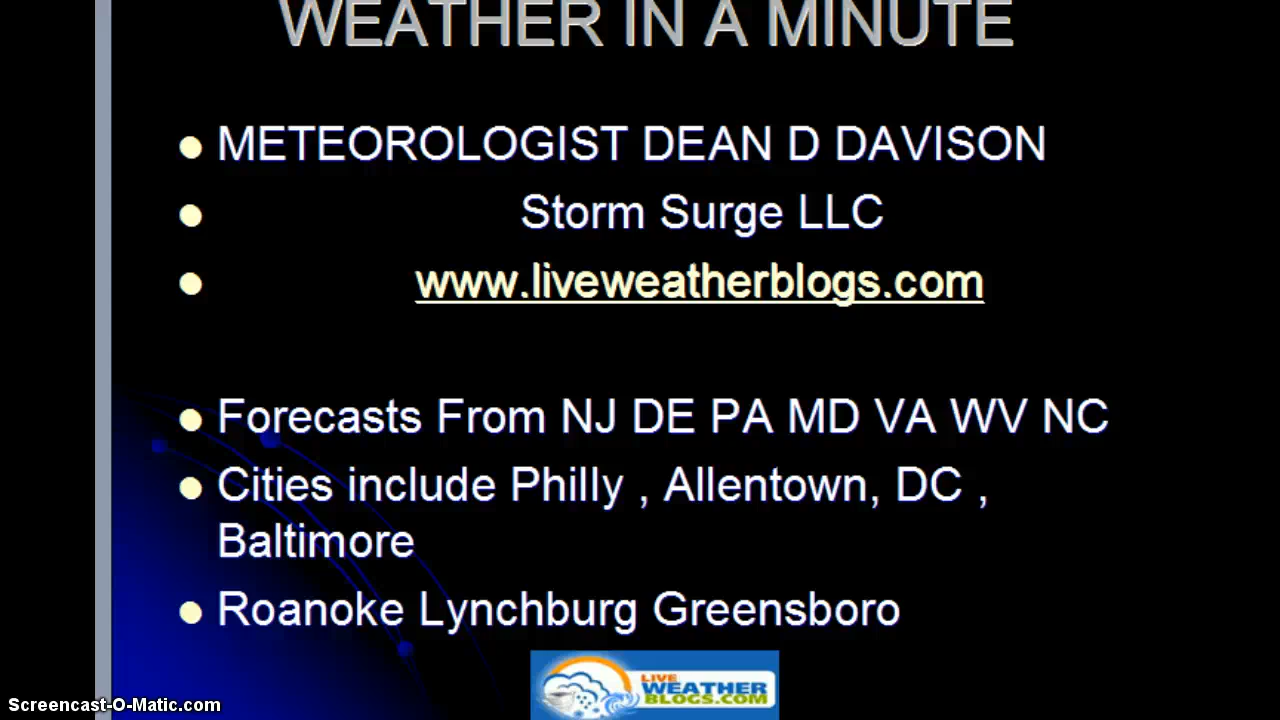 WEATHER IN A MINUTE
METEOROLOGIST DEAN D DAVISON
Storm Surge LLC
www.liveweatherblogs.com
Forecasts From NJ DE PA MD VA WV NC
Cities include Philly , Allentown, DC ,
Baltimore
Roanoke Lynchburg Greensboro
LIVE
WEATHER
BLOGS.COM
Screencast-O-Matic.com